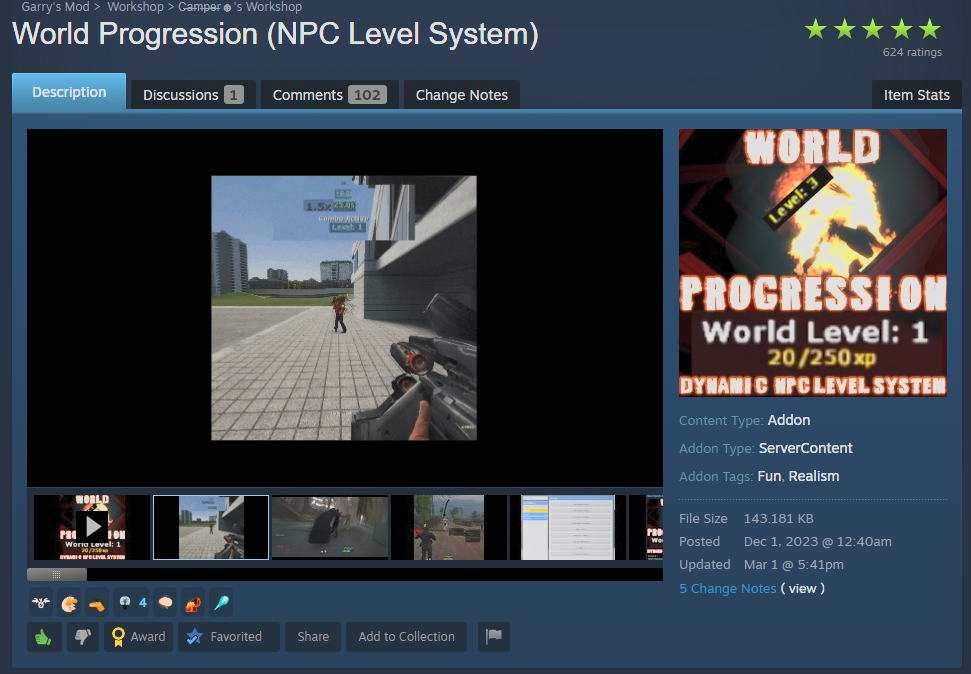 Garry's Mod > Workshop > Camper 's Workshop
World Progression (NPC Level System)
624 ratings
Description
Discussions 1
Comments 102
Change Notes
Item Stats
1.5x
Combo Active
Level 1
WORLD
Level: 3
PROGRESSION
World Level: 1
20/250xp
DYNAMIC NPC LEVEL SYSTEM
Content Type: Addon
Addon Type: ServerContent
Addon Tags: Fun, Realism
File Size 143.181 KB
Posted Dec 1, 2023 @ 12:40am
Updated Mar 1 @ 5:41pm
5 Change Notes ( view )
WORLD
World Level: 1
20/250xp
4
Award
Favorited
Share
Add to Collection